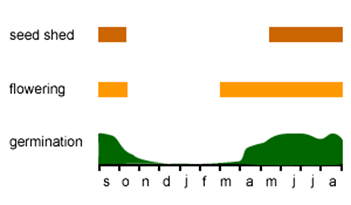 seed shed
flowering
germination
s o n d j f m a m j j a